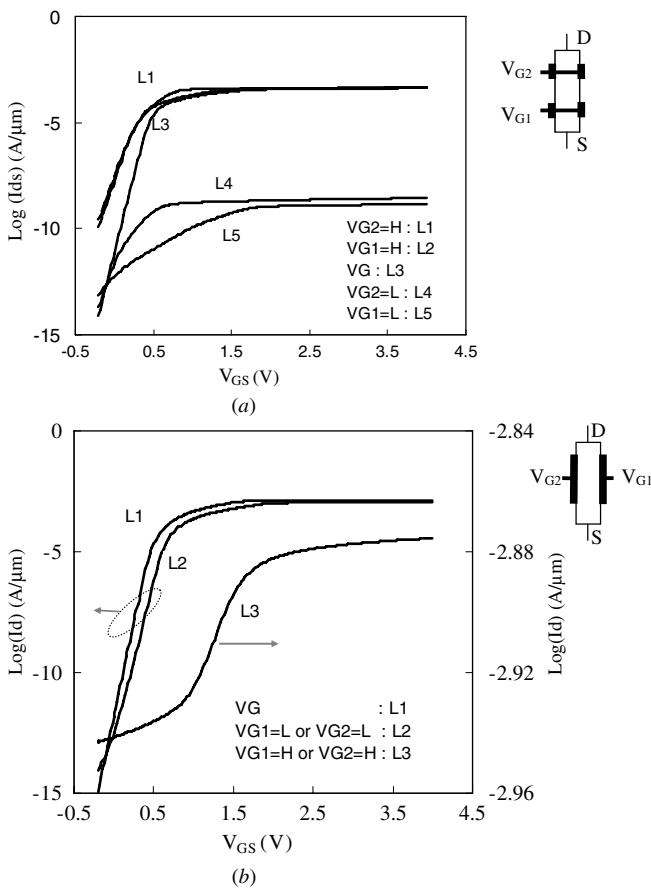 0
-5
-10
-15
Log (Ids) (A/μm)
L1
L3
L4
L5
VG2=H : L1
VG1=H : L2
VG : L3
VG2=L : L4
VG1=L : L5
-0.5 0.5 1.5 2.5 3.5 4.5
VGS (V)
(a)
D
VG2
VG1
S
0
-5
-10
-15
Log(Id) (A/μm)
L1
L2
L3
VG : L1
VG1=L or VG2=L : L2
VG1=H or VG2=H : L3
-2.84
-2.88
-2.92
-2.96
Log(Id) (A/μm)
-0.5 0.5 1.5 2.5 3.5 4.5
VGS (V)
(b)
D
VG2 VG1
S